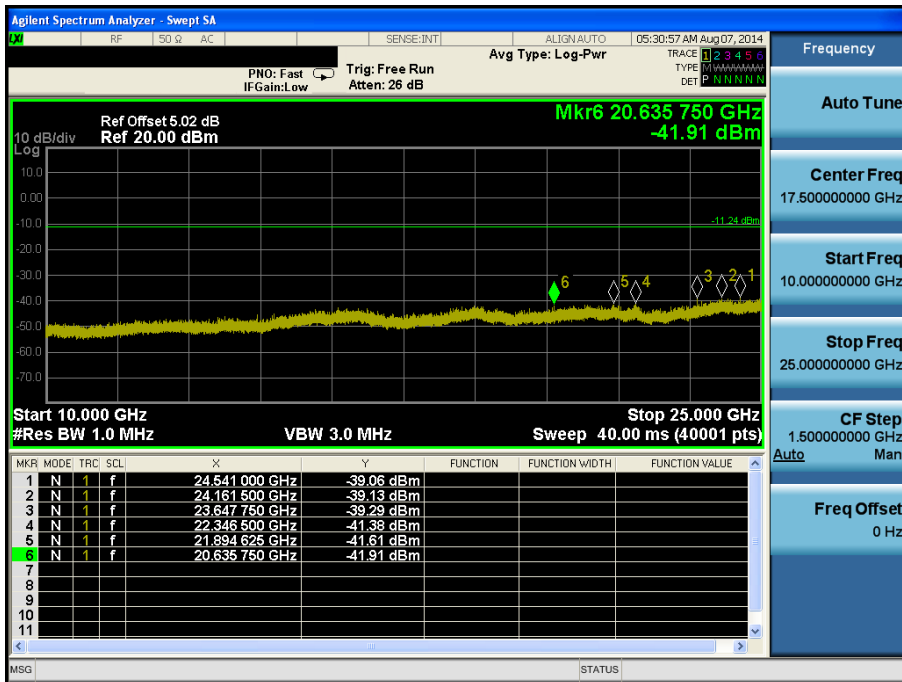 Agilent Spectrum Analyzer - Swept SA
LXI RF 50 Ω AC SENSE:INT ALIGN AUTO 05:30:57 AM Aug 07, 2014
Avg Type: Log-Pwr TRACE 1 2 3 4 5 6
PNO: Fast Trig: Free Run TYPE M WWWWW
IFGain:Low Atten: 26 dB DET P N N N N N
Mkr6 20.635 750 GHz
-41.91 dBm
Ref Offset 5.02 dB
10 dB/div Ref 20.00 dBm
Log
10.0
0.00
-10.0
-11.24 dBm
-20.0
-30.0
6 5 4 3 2 1
-40.0
-50.0
-60.0
-70.0
Start 10.000 GHz Stop 25.000 GHz
#Res BW 1.0 MHz VBW 3.0 MHz Sweep 40.00 ms (40001 pts)
MKR MODE TRC SCL X Y FUNCTION FUNCTION WIDTH FUNCTION VALUE
1 N 1 f 24.541 000 GHz -39.06 dBm
2 N 1 f 24.161 500 GHz -39.13 dBm
3 N 1 f 23.647 750 GHz -39.29 dBm
4 N 1 f 22.346 500 GHz -41.38 dBm
5 N 1 f 21.894 625 GHz -41.61 dBm
6 N 1 f 20.635 750 GHz -41.91 dBm
7
8
9
10
11
MSG STATUS
Frequency
Auto Tune
Center Freq
17.500000000 GHz
Start Freq
10.000000000 GHz
Stop Freq
25.000000000 GHz
CF Step
1.500000000 GHz
Auto Man
Freq Offset
0 Hz